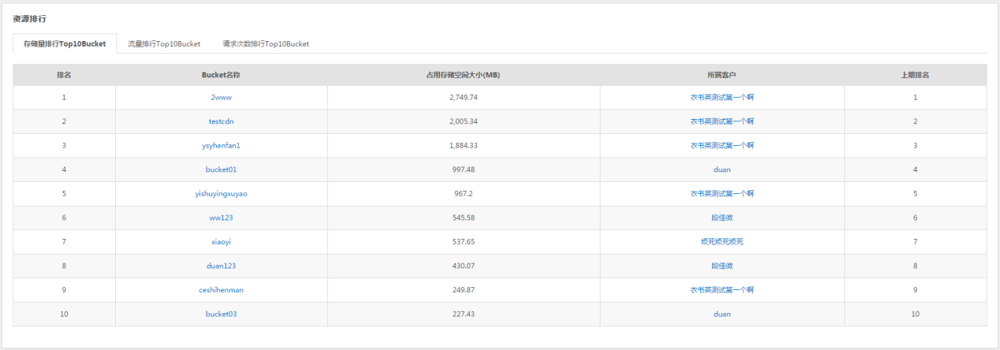 资源排行
存储量排行Top10Bucket 流量排行Top10Bucket 请求次数排行Top10Bucket
排名 Bucket名称 占用存储空间大小(MB) 所属客户 上期排名
1 2www 2,749.74 衣书英测试第一个啊 1
2 testcdn 2,005.34 衣书英测试第一个啊 2
3 ysyhenfan1 1,884.33 衣书英测试第一个啊 3
4 bucket01 997.48 duan 4
5 yishuyingxuyao 967.2 衣书英测试第一个啊 5
6 ww123 545.58 段佳微 6
7 xiaoyi 537.65 烦死烦死烦死 7
8 duan123 430.07 段佳微 8
9 ceshihenman 249.87 衣书英测试第一个啊 9
10 bucket03 227.43 duan 10